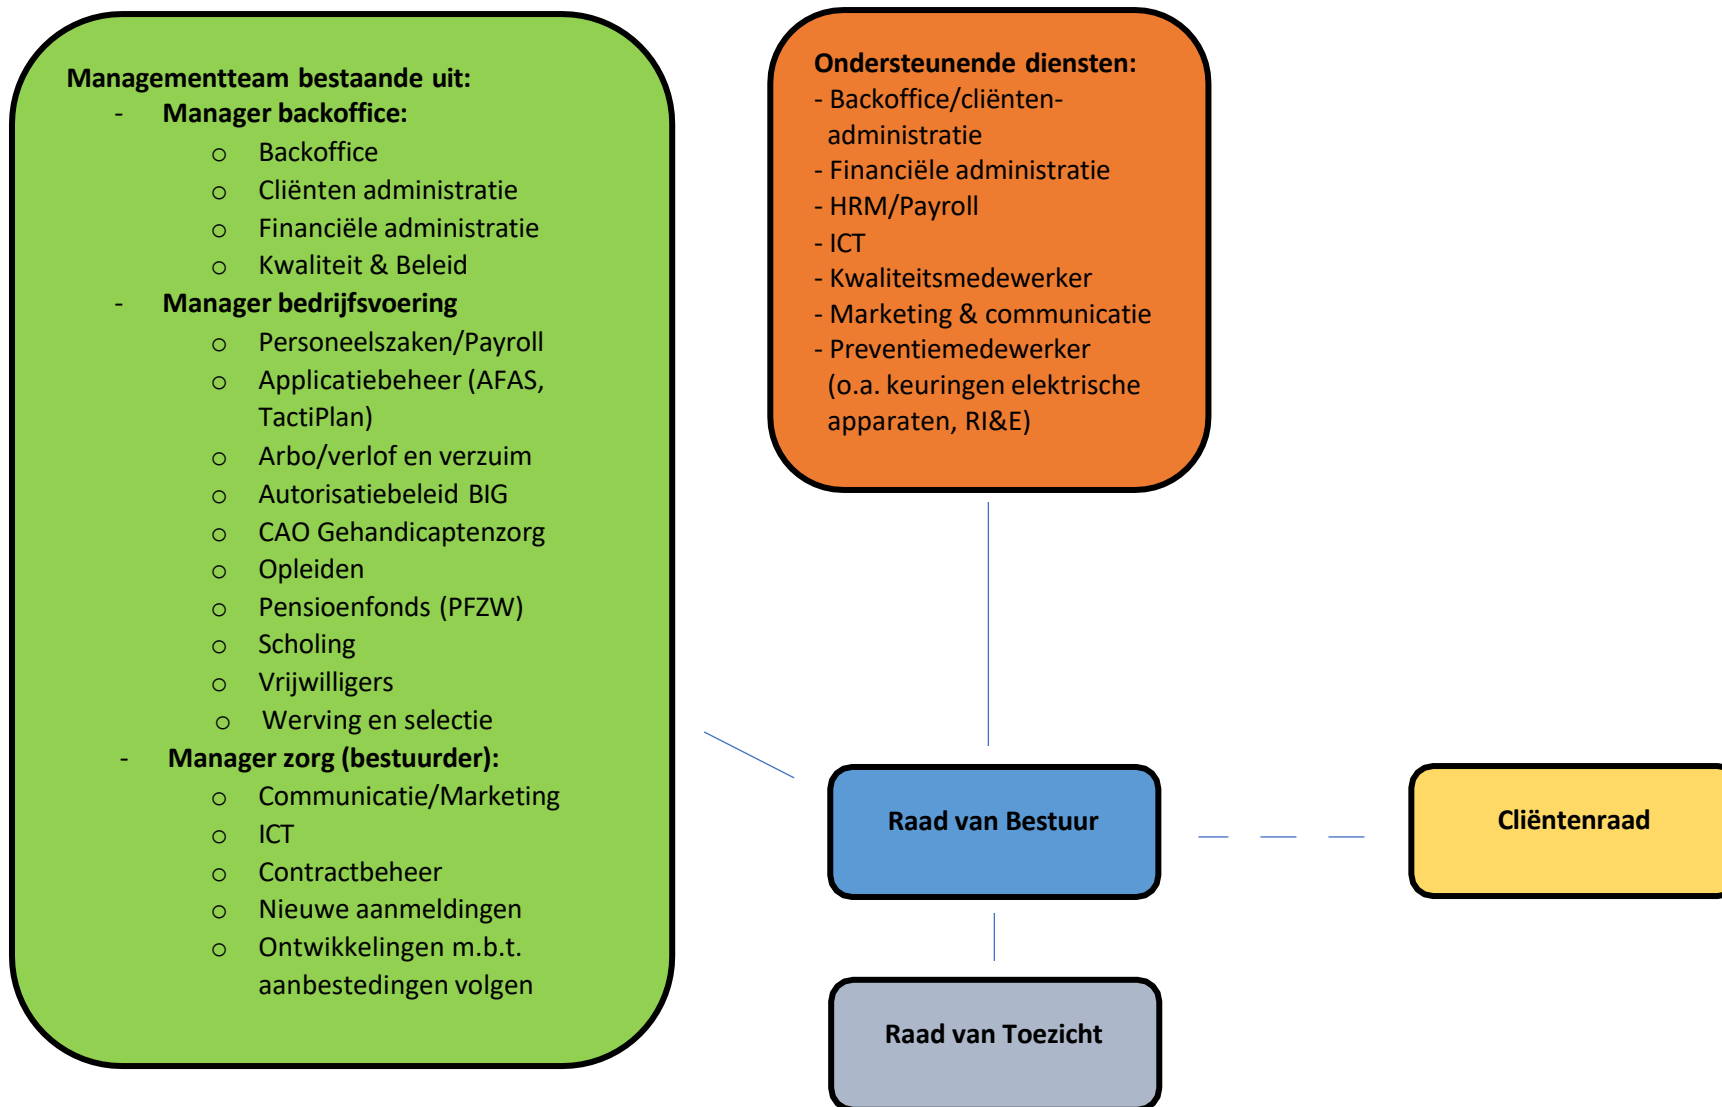 Managementteam bestaande uit:
- Manager backoffice:
o Backoffice
o Cliënten administratie
o Financiële administratie
o Kwaliteit & Beleid
- Manager bedrijfsvoering
o Personeelszaken/Payroll
o Applicatiebeheer (AFAS,
TactiPlan)
o Arbo/verlof en verzuim
o Autorisatiebeleid BIG
o CAO Gehandicaptenzorg
o Opleiden
o Pensioenfonds (PFZW)
o Scholing
o Vrijwilligers
o Werving en selectie
- Manager zorg (bestuurder):
o Communicatie/Marketing
o ICT
o Contractbeheer
o Nieuwe aanmeldingen
o Ontwikkelingen m.b.t.
aanbestedingen volgen
Ondersteunende diensten:
- Backoffice/cliënten-
administratie
- Financiële administratie
- HRM/Payroll
- ICT
- Kwaliteitsmedewerker
- Marketing & communicatie
- Preventiemedewerker
(o.a. keuringen elektrische
apparaten, RI&E)
Raad van Bestuur
Cliëntenraad
Raad van Toezicht